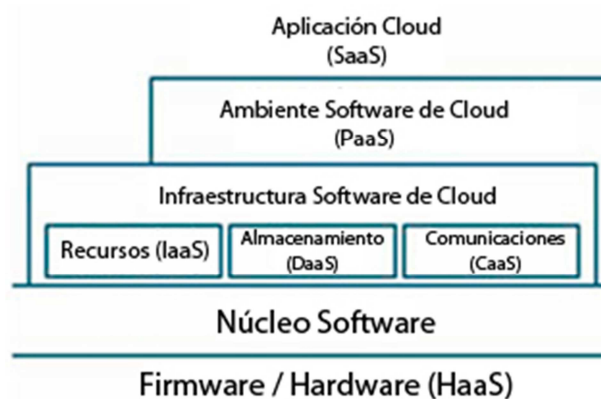 Aplicación Cloud
(SaaS)
Ambiente Software de Cloud
(PaaS)
Infraestructura Software de Cloud
Recursos (IaaS)
Almacenamiento
(DaaS)
Comunicaciones
(CaaS)
Núcleo Software
Firmware / Hardware (HaaS)